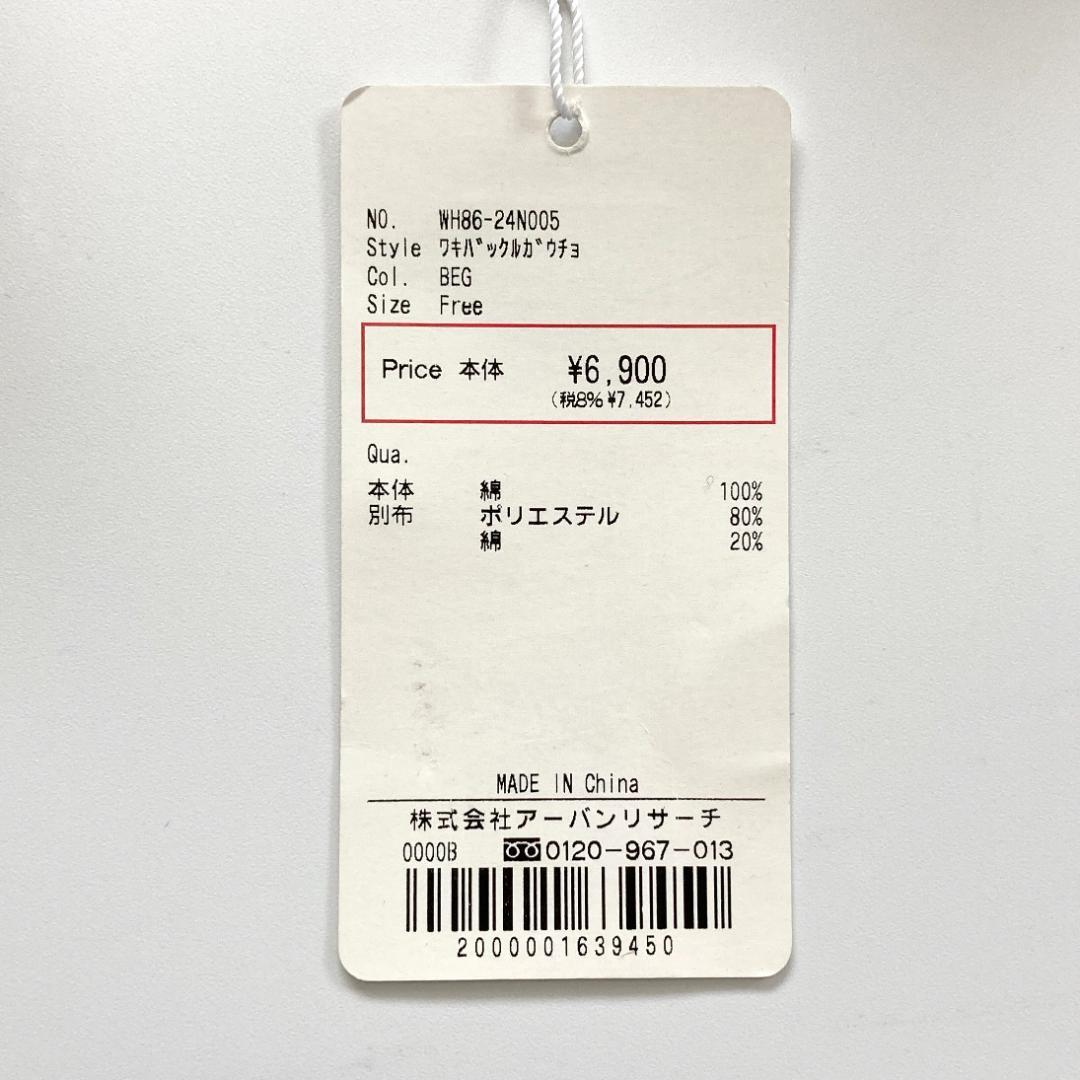 NO. WH86-24N005
Style ﾜｷﾊﾞｯｸﾙｶﾞｳﾁｮ
Col. BEG
Size Free
Price 本体 ¥6,900
(税8% ¥7,452)
Qua.
本体 綿 100%
別布 ポリエステル 80%
綿 20%
MADE IN China
株式会社アーバンリサーチ
0000B 0120-967-013
2000001639450